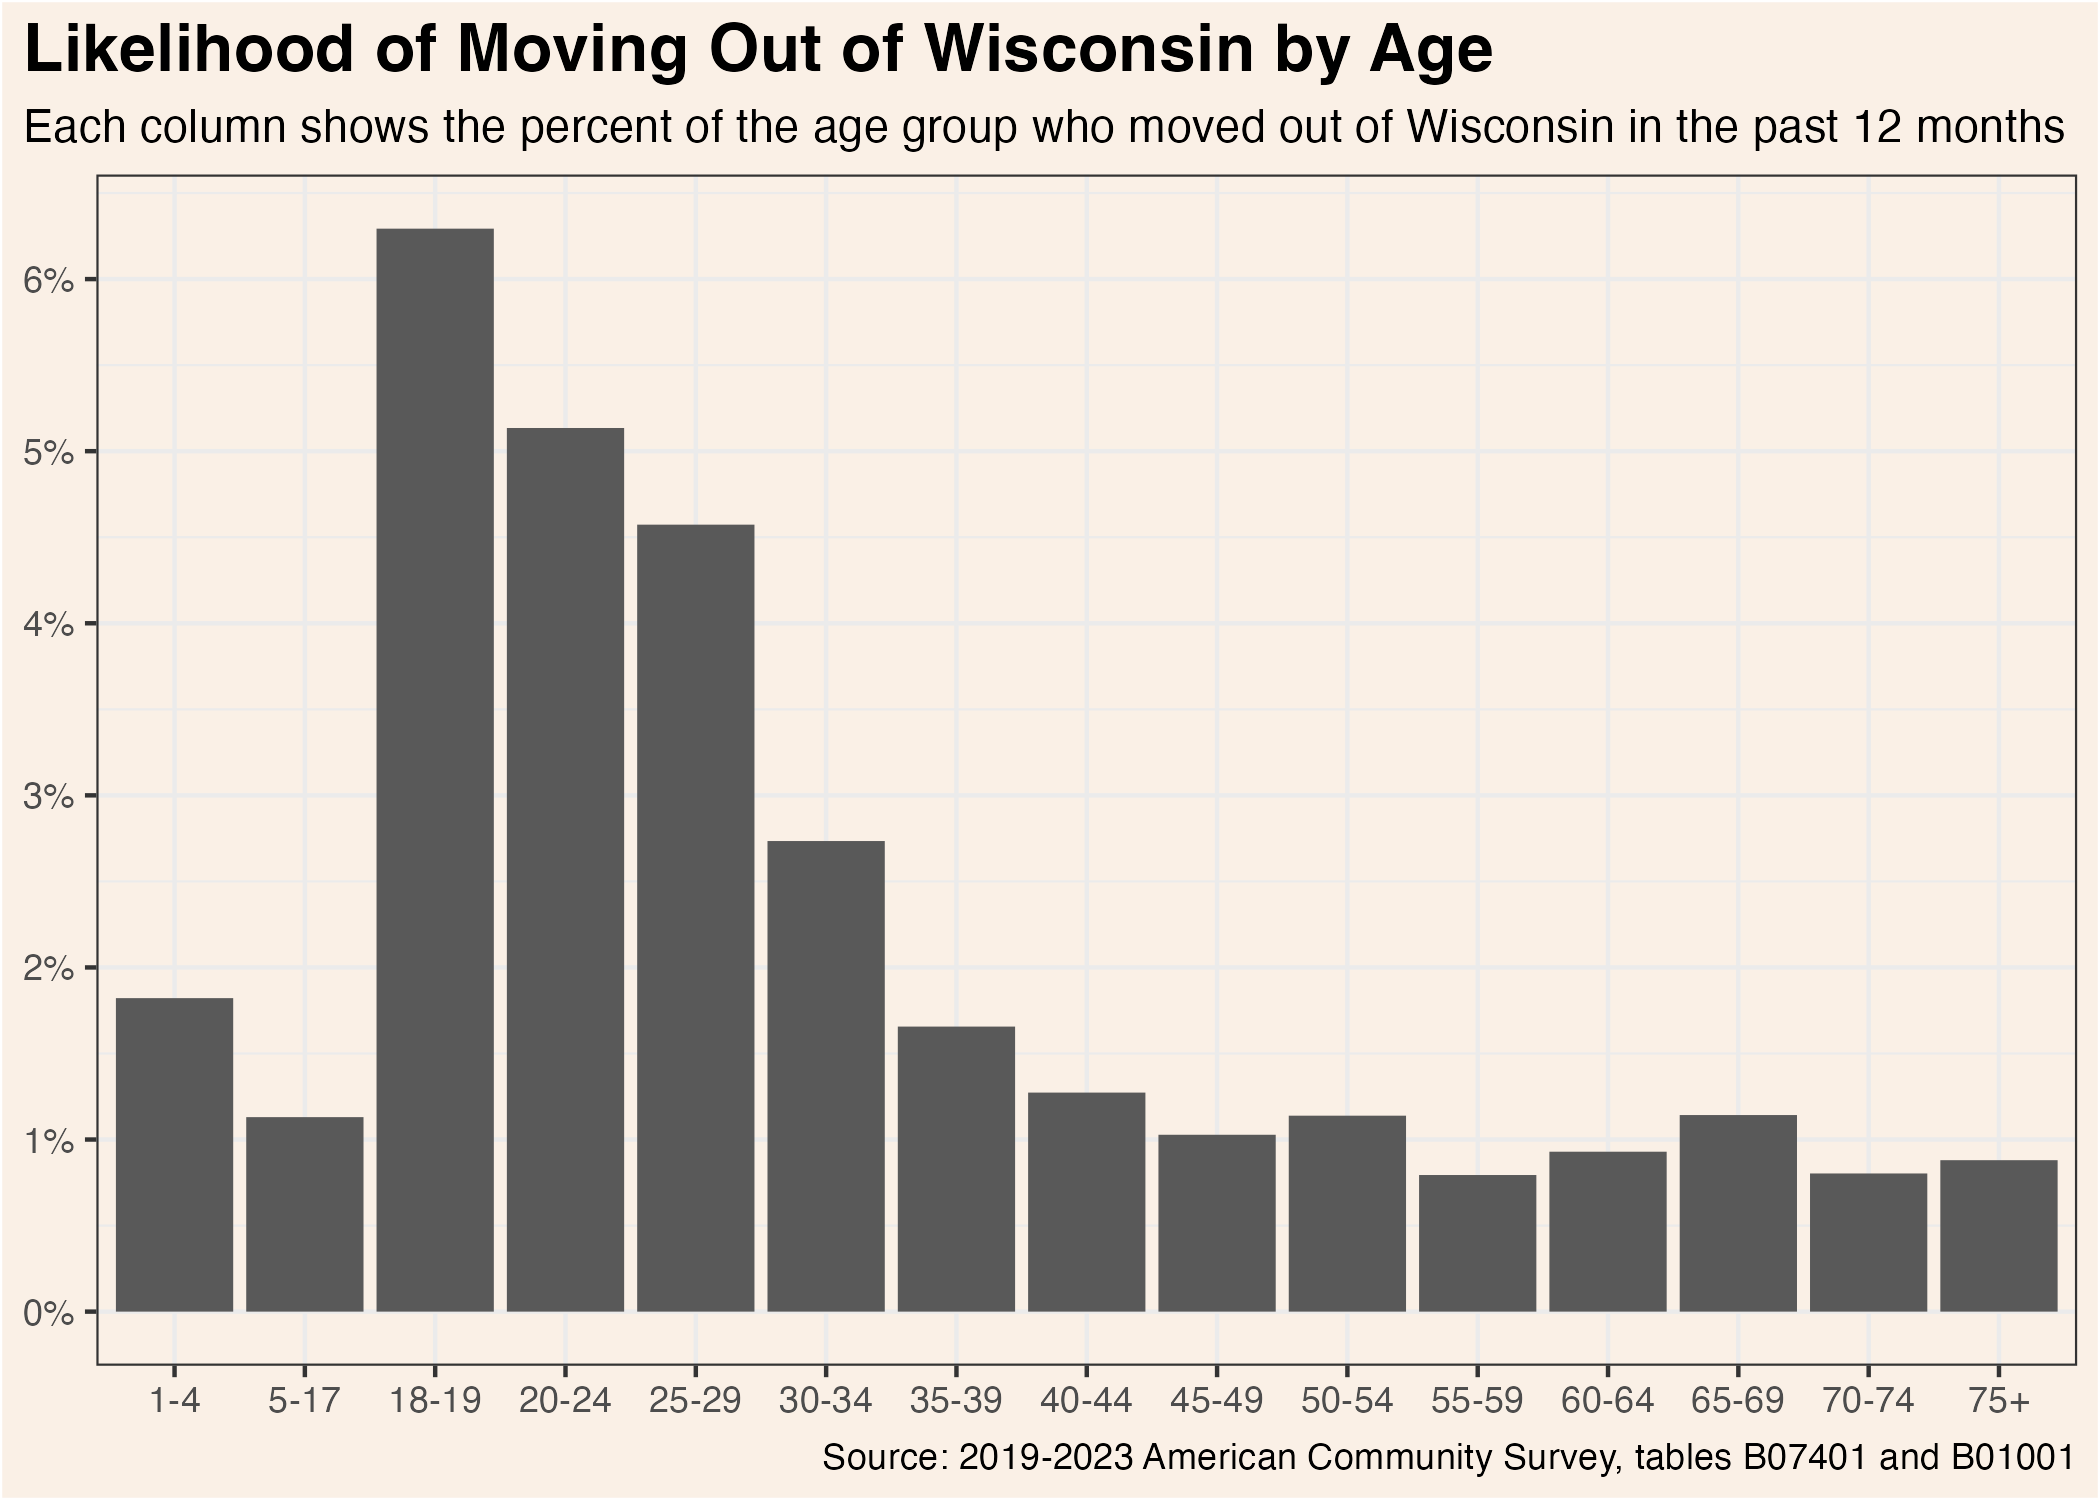 Likelihood of Moving Out of Wisconsin by Age
Each column shows the percent of the age group who moved out of Wisconsin in the past 12 months
6%
5%
4%
3%
2%
1%
0%
1-4 5-17 18-19 20-24 25-29 30-34 35-39 40-44 45-49 50-54 55-59 60-64 65-69 70-74 75+
Source: 2019-2023 American Community Survey, tables B07401 and B01001